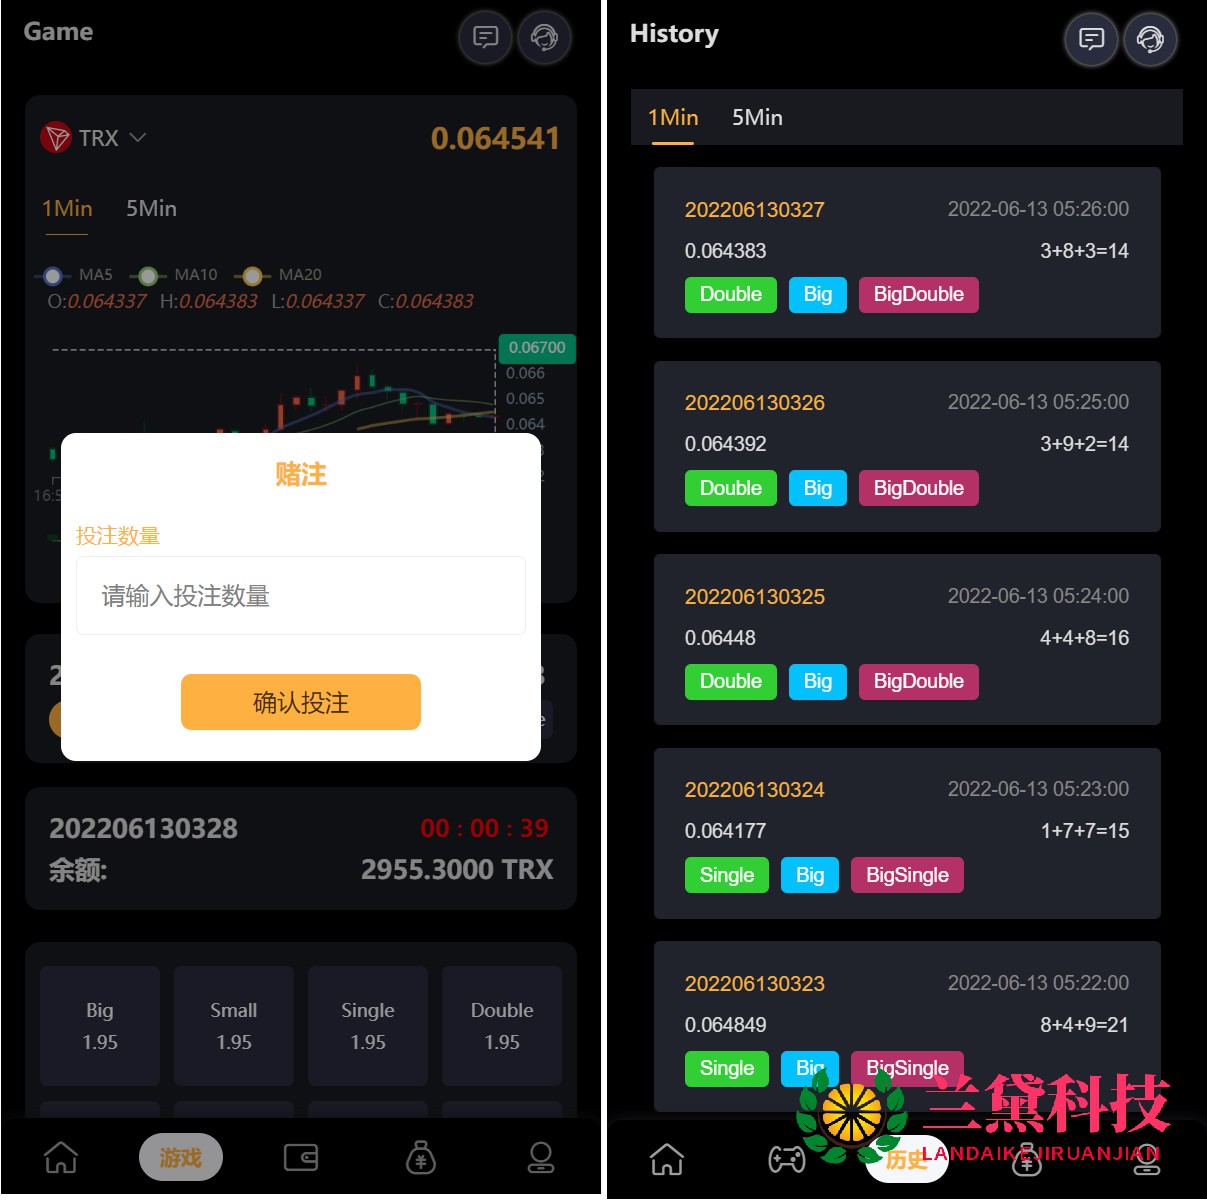 Game
TRX
0.064541
1Min 5Min
MA5 MA10 MA20
O:0.064337 H:0.064383 L:0.064337 C:0.064383
0.06700
0.066
0.065
0.064
赌注
投注数量
请输入投注数量
确认投注
202206130328
00 : 00 : 39
余额:
2955.3000 TRX
Big
1.95
Small
1.95
Single
1.95
Double
1.95
游戏
History
1Min 5Min
202206130327
2022-06-13 05:26:00
0.064383
3+8+3=14
Double Big BigDouble
202206130326
2022-06-13 05:25:00
0.064392
3+9+2=14
Double Big BigDouble
202206130325
2022-06-13 05:24:00
0.06448
4+4+8=16
Double Big BigDouble
202206130324
2022-06-13 05:23:00
0.064177
1+7+7=15
Single Big BigSingle
202206130323
2022-06-13 05:22:00
0.064849
8+4+9=21
Single Big BigSingle
兰黛科技
LANDAIKEJIRUANJIAN
历史